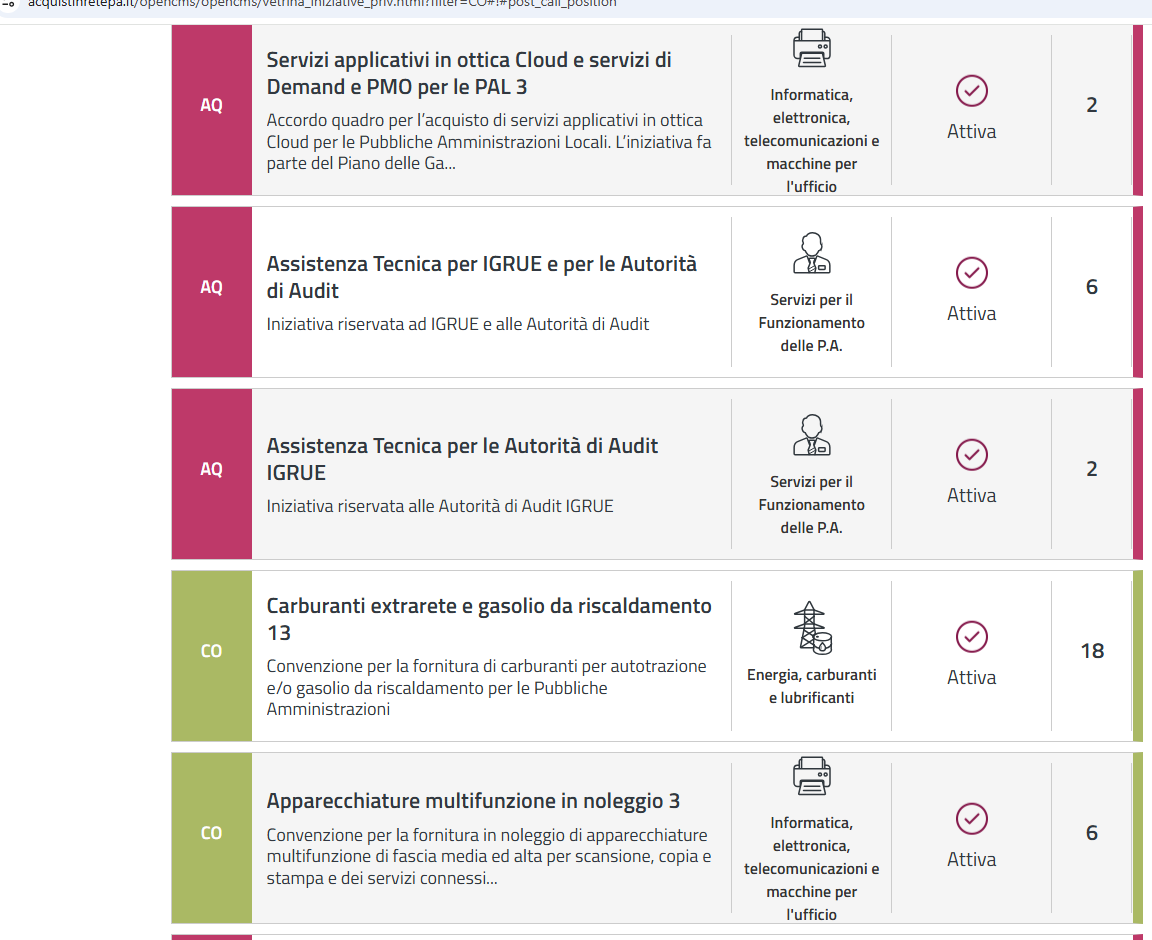 acquistinretepa.it/opencms/opencms/vetrina_iniziative_priv.html?filter=CO#!#post_call_position
AQ
Servizi applicativi in ottica Cloud e servizi di
Demand e PMO per le PAL 3
Accordo quadro per l’acquisto di servizi applicativi in ottica
Cloud per le Pubbliche Amministrazioni Locali. L’iniziativa fa
parte del Piano delle Ga...
Informatica,
elettronica,
telecomunicazioni e
macchine per
l'ufficio
Attiva
2
AQ
Assistenza Tecnica per IGRUE e per le Autorità
di Audit
Iniziativa riservata ad IGRUE e alle Autorità di Audit
Servizi per il
Funzionamento
delle P.A.
Attiva
6
AQ
Assistenza Tecnica per le Autorità di Audit
IGRUE
Iniziativa riservata alle Autorità di Audit IGRUE
Servizi per il
Funzionamento
delle P.A.
Attiva
2
CO
Carburanti extrarete e gasolio da riscaldamento
13
Convenzione per la fornitura di carburanti per autotrazione
e/o gasolio da riscaldamento per le Pubbliche
Amministrazioni
Energia, carburanti
e lubrificanti
Attiva
18
CO
Apparecchiature multifunzione in noleggio 3
Convenzione per la fornitura in noleggio di apparecchiature
multifunzione di fascia media ed alta per scansione, copia e
stampa e dei servizi connessi...
Informatica,
elettronica,
telecomunicazioni e
macchine per
l'ufficio
Attiva
6